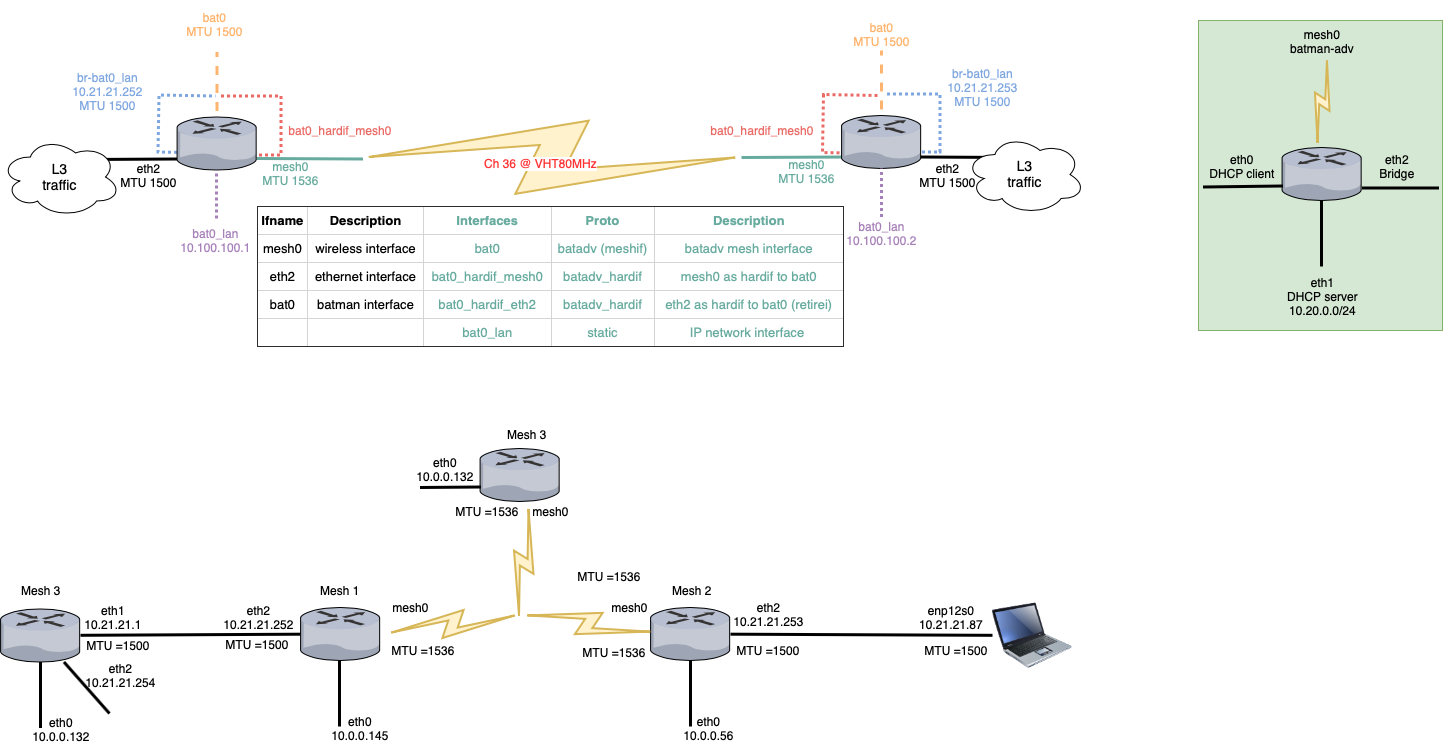 bat0
MTU 1500
br-bat0_lan
10.21.21.252
MTU 1500
bat0_hardif_mesh0
L3
traffic
eth2
MTU 1500
mesh0
MTU 1536
bat0_lan
10.100.100.1
Ch 36 @ VHT80MHz
bat0
MTU 1500
br-bat0_lan
10.21.21.253
MTU 1500
bat0_hardif_mesh0
mesh0
MTU 1536
eth2
MTU 1500
L3
traffic
bat0_lan
10.100.100.2
Ifname Description Interfaces Proto Description
mesh0 wireless interface bat0 batadv (meshif) batadv mesh interface
eth2 ethernet interface bat0_hardif_mesh0 batadv_hardif mesh0 as hardif to bat0
bat0 batman interface bat0_hardif_eth2 batadv_hardif eth2 as hardif to bat0 (retirei)
bat0_lan static IP network interface
mesh0
batman-adv
eth0
DHCP client
eth2
Bridge
eth1
DHCP server
10.20.0.0/24
Mesh 3
eth0
10.0.0.132
MTU =1536
mesh0
Mesh 3
eth1
10.21.21.1
MTU =1500
eth2
10.21.21.254
eth0
10.0.0.132
Mesh 1
eth2
10.21.21.252
MTU =1500
mesh0
MTU =1536
eth0
10.0.0.145
MTU =1536
Mesh 2
mesh0
MTU =1536
eth2
10.21.21.253
MTU =1500
eth0
10.0.0.56
enp12s0
10.21.21.87
MTU =1500